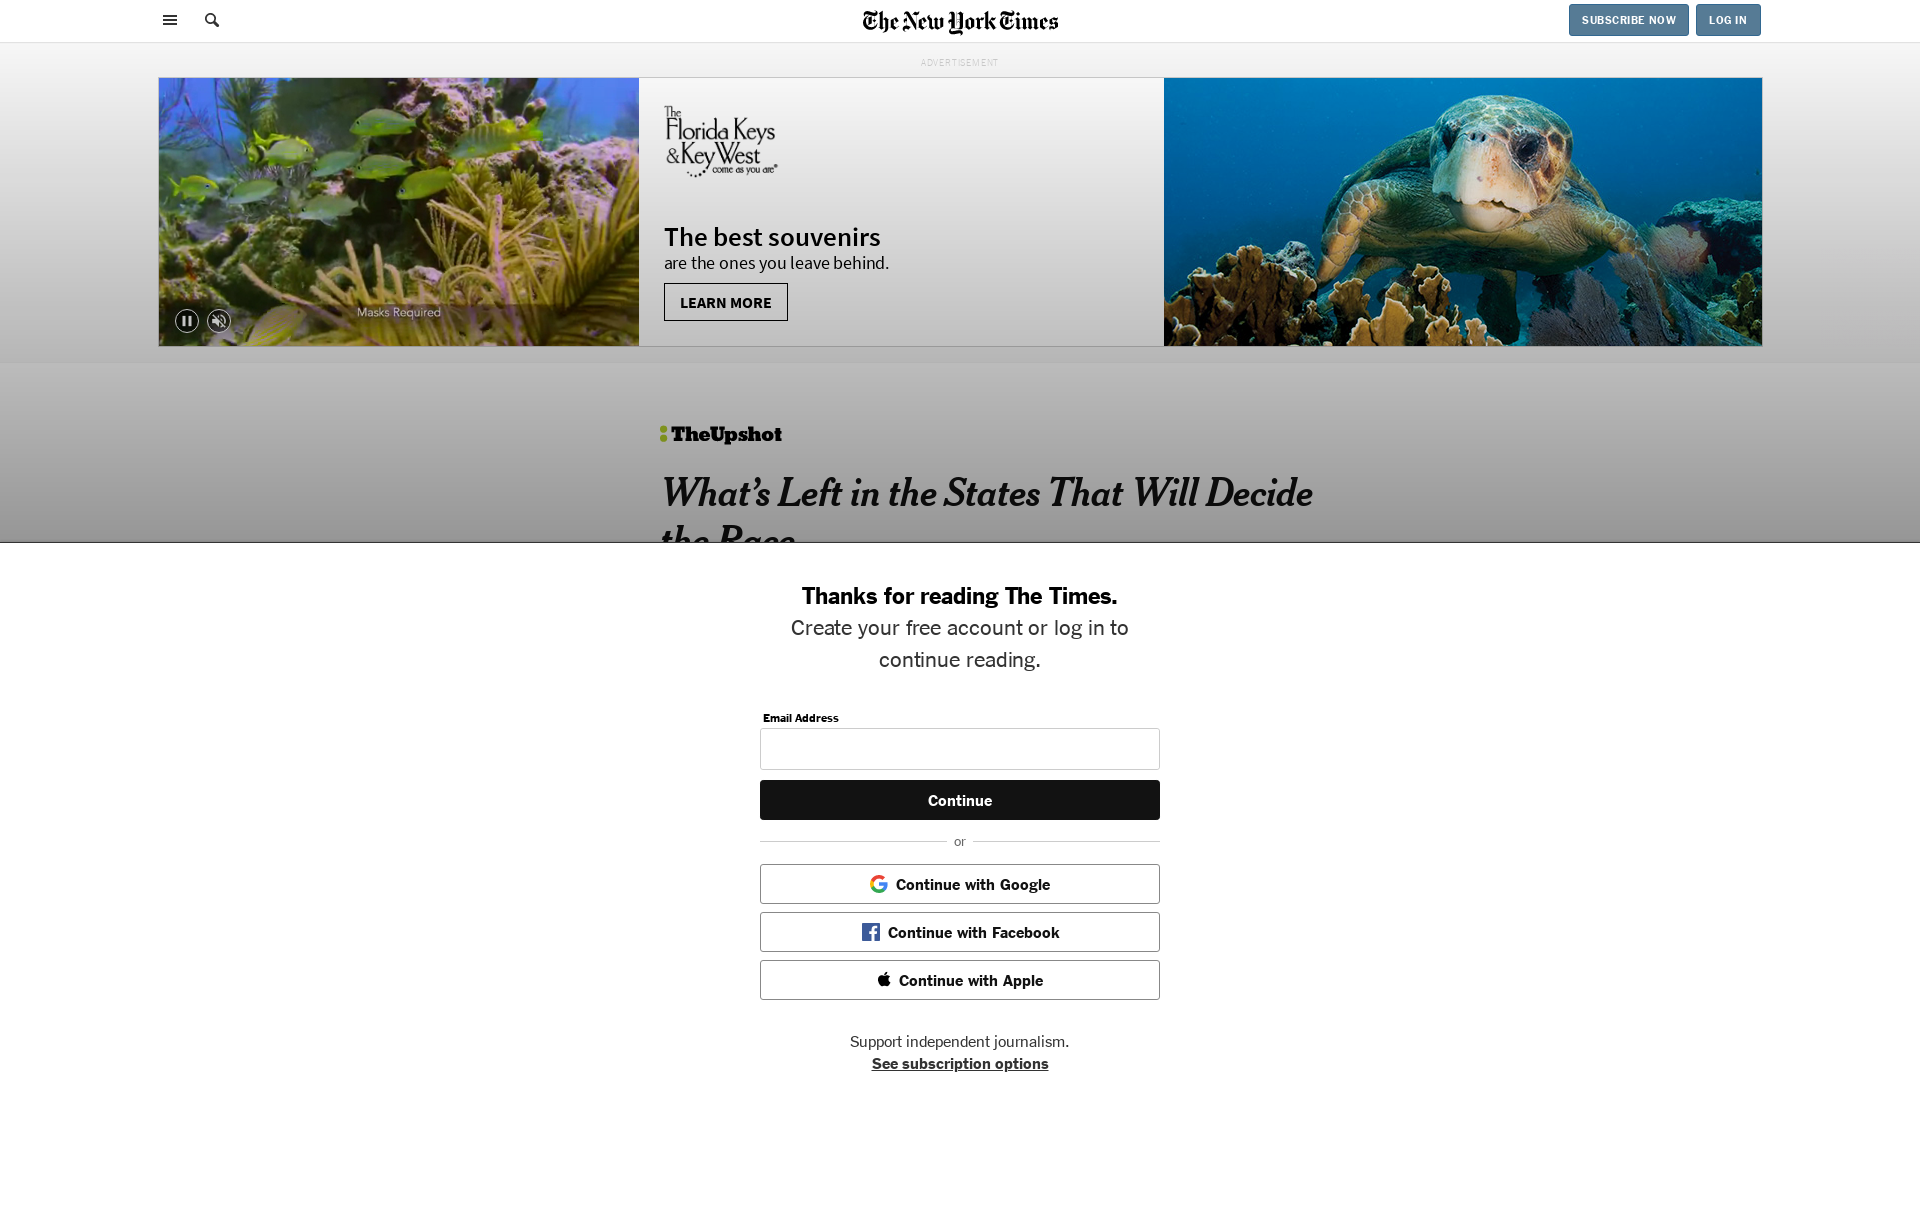 The New York Times
SUBSCRIBE NOW
LOG IN
ADVERTISEMENT
The
Florida Keys
& Key West
come as you are®
The best souvenirs
are the ones you leave behind.
LEARN MORE
Masks Required
TheUpshot
What’s Left in the States That Will Decide
the Race
Thanks for reading The Times.
Create your free account or log in to
continue reading.
Email Address
Continue
or
Continue with Google
Continue with Facebook
Continue with Apple
Support independent journalism.
See subscription options